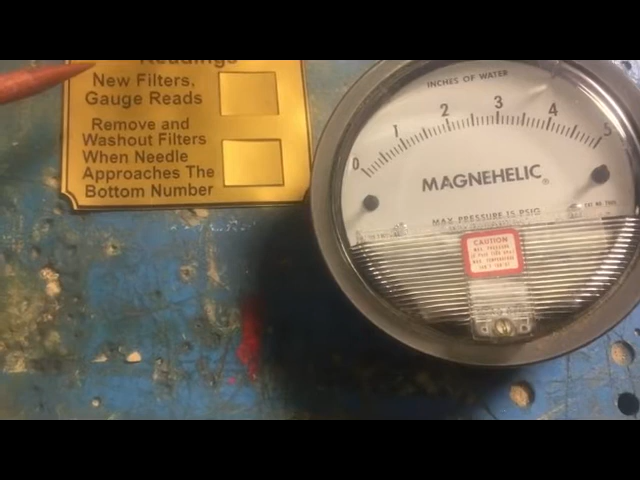 Readings
New Filters,
Gauge Reads
Remove and
Washout Filters
When Needle
Approaches The
Bottom Number
INCHES OF WATER
0 1 2 3 4 5
MAGNEHELIC®
MAX. PRESSURE 15 PSIG
CAUTION